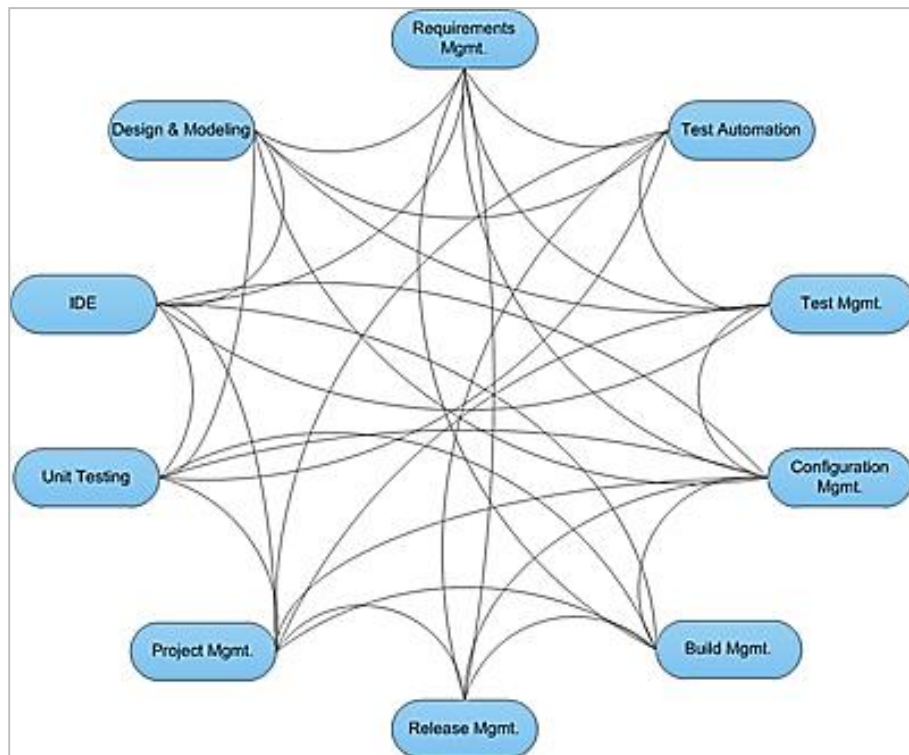 Requirements
Mgmt.
Design & Modeling
Test Automation
IDE
Test Mgmt.
Unit Testing
Configuration
Mgmt.
Project Mgmt.
Build Mgmt.
Release Mgmt.